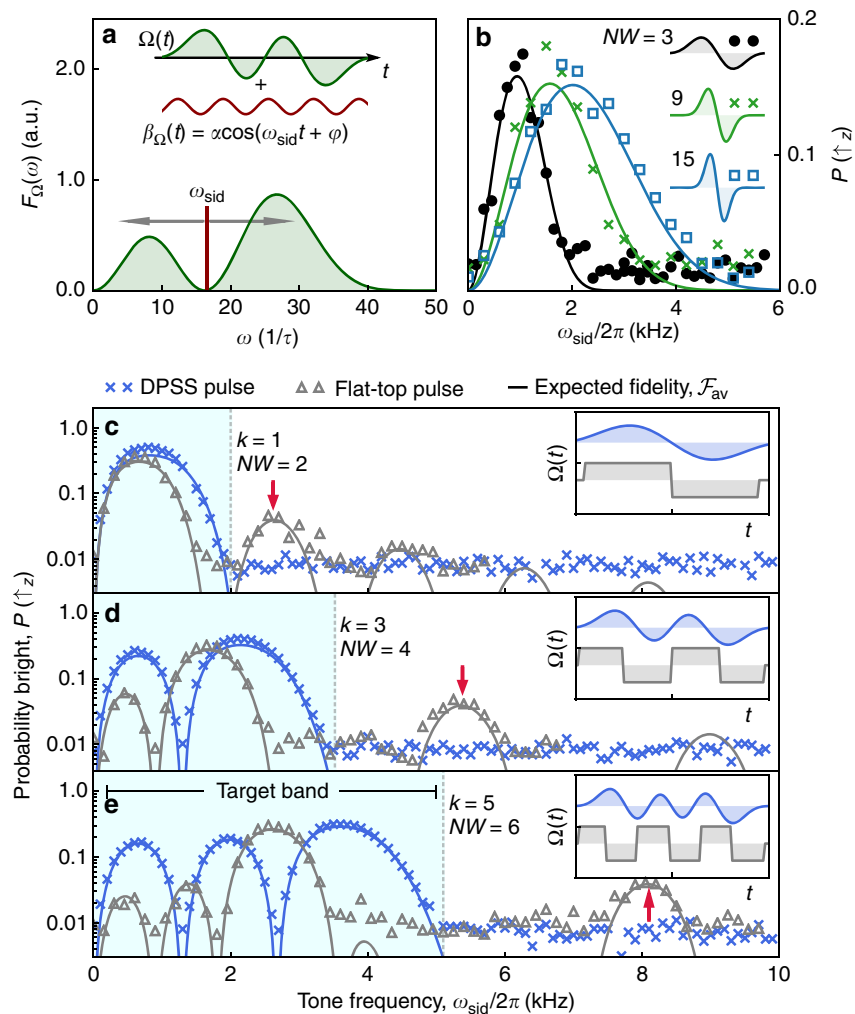 a
Ω(t)
t
+
β_Ω(t) = αcos(ω_sid t + φ)
ω_sid
F_Ω(ω) (a.u.)
2.0
1.0
0.0
0 10 20 30 40 50
ω (1/τ)
b
NW = 3
9
15
0.2
0.1
0.0
P (↑_z)
0 2 4 6
ω_sid/2π (kHz)
DPSS pulse Flat-top pulse Expected fidelity, F_av
c
k = 1
NW = 2
Ω(t)
t
1.0
0.1
0.01
d
k = 3
NW = 4
Ω(t)
t
1.0
0.1
0.01
e
Target band
k = 5
NW = 6
Ω(t)
t
1.0
0.1
0.01
Probability bright, P (↑_z)
0 2 4 6 8 10
Tone frequency, ω_sid/2π (kHz)